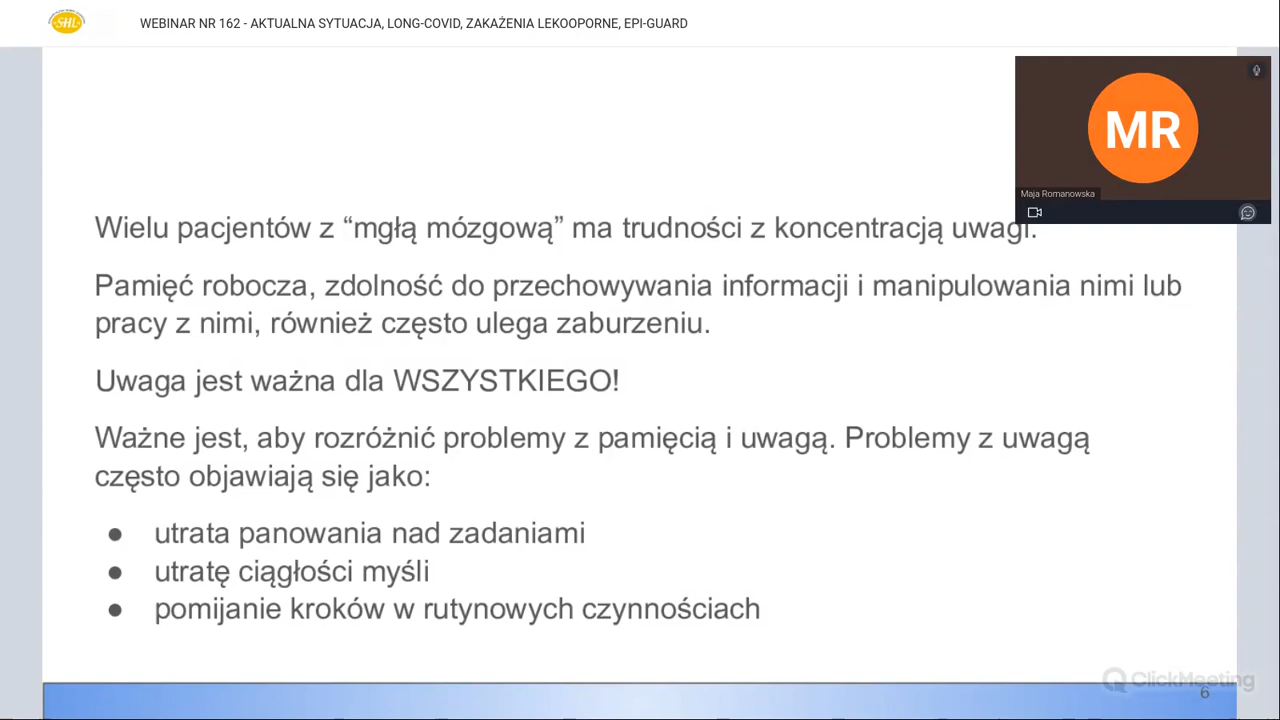 SHL
WEBINAR NR 162 - AKTUALNA SYTUACJA, LONG-COVID, ZAKAŻENIA LEKOOPORNE, EPI-GUARD
MR
Maja Romanowska
Wielu pacjentów z “mgłą mózgową” ma trudności z koncentracją uwagi.
Pamięć robocza, zdolność do przechowywania informacji i manipulowania nimi lub
pracy z nimi, również często ulega zaburzeniu.
Uwaga jest ważna dla WSZYSTKIEGO!
Ważne jest, aby rozróżnić problemy z pamięcią i uwagą. Problemy z uwagą
często objawiają się jako:
● utrata panowania nad zadaniami
● utratę ciągłości myśli
● pomijanie kroków w rutynowych czynnościach
ClickMeeting
6